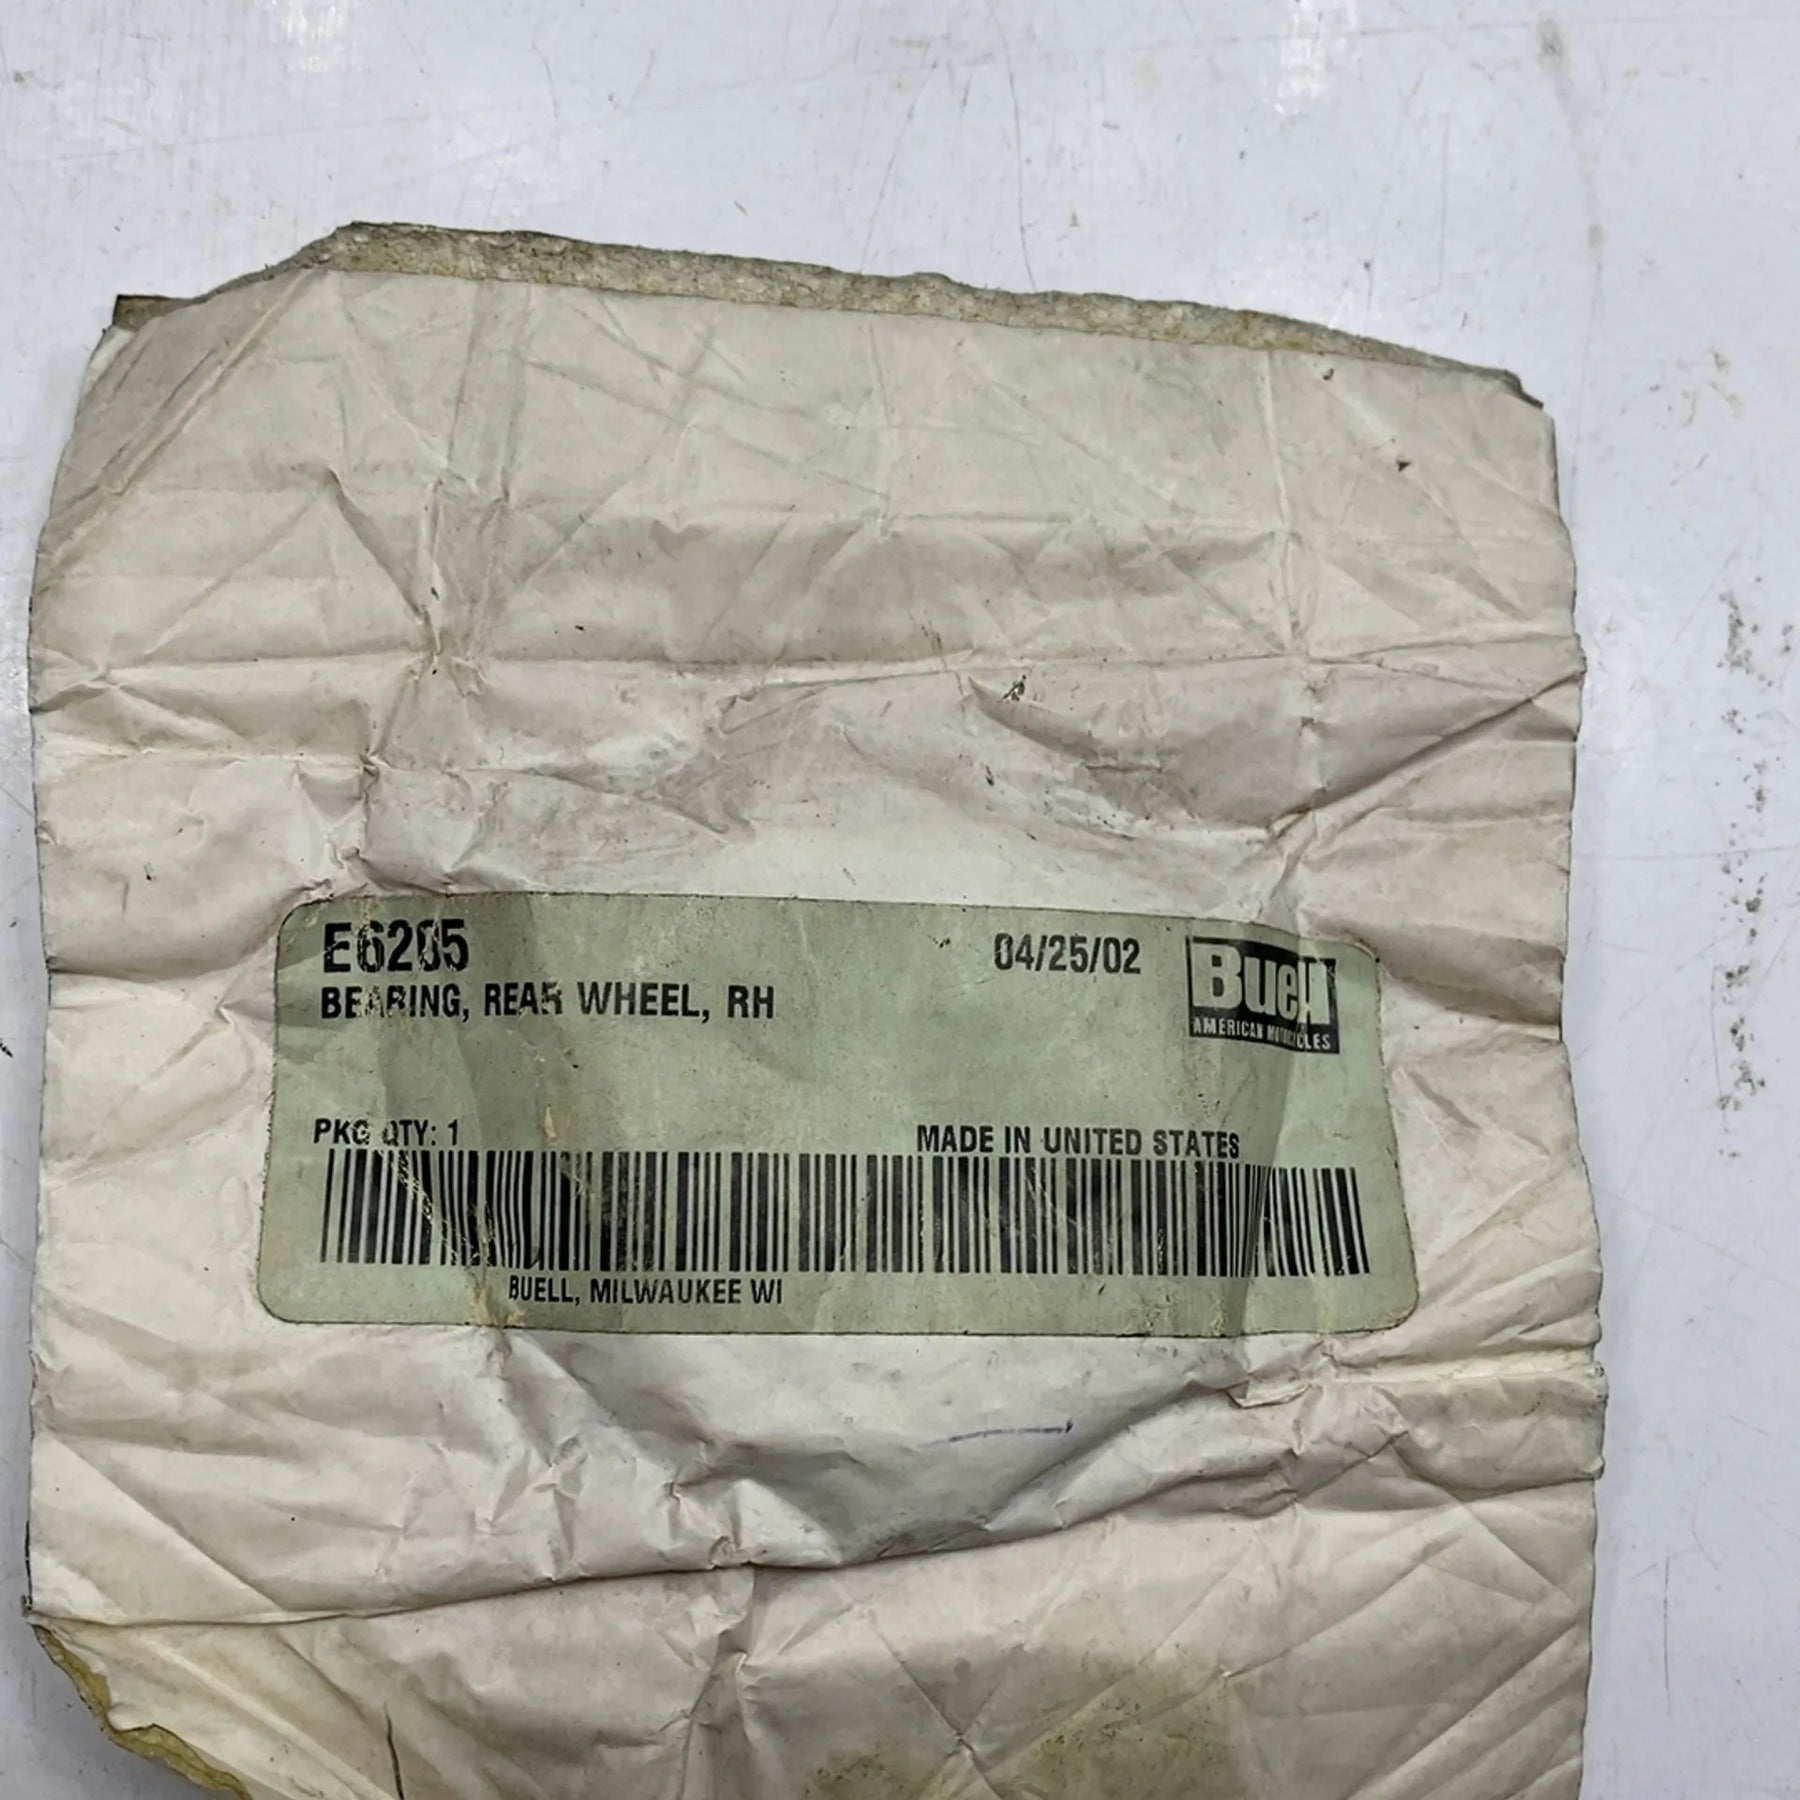 E6205
04/25/02
Buell
AMERICAN MOTORCYCLES
BEARING, REAR WHEEL, RH
PKG QTY: 1
MADE IN UNITED STATES
BUELL, MILWAUKEE WI